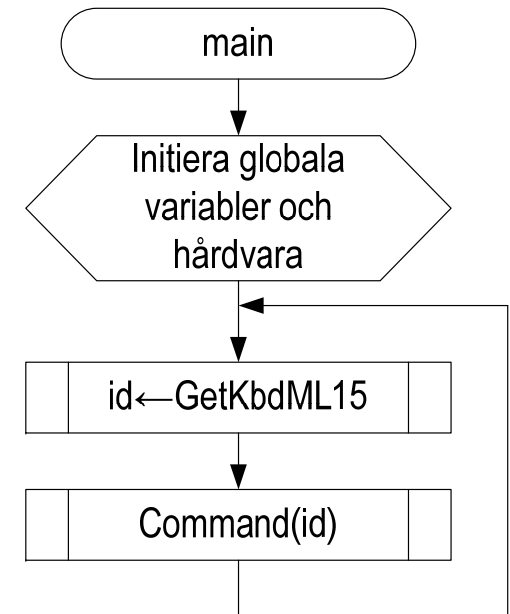 main
Initiera globala
variabler och
hårdvara
id←GetKbdML15
Command(id)